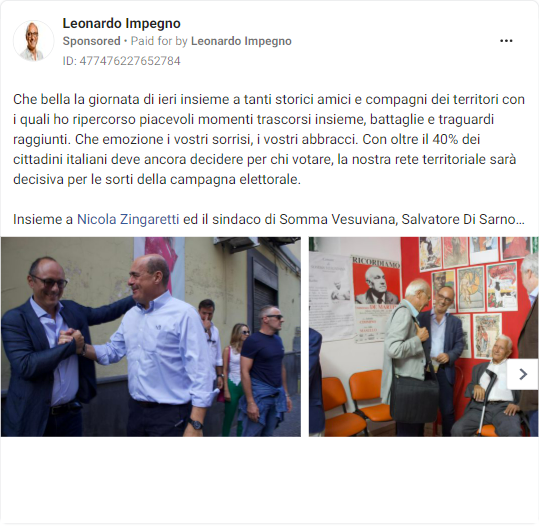 Leonardo Impegno
Sponsored • Paid for by Leonardo Impegno
ID: 477476227652784
Che bella la giornata di ieri insieme a tanti storici amici e compagni dei territori con
i quali ho ripercorso piacevoli momenti trascorsi insieme, battaglie e traguardi
raggiunti. Che emozione i vostri sorrisi, i vostri abbracci. Con oltre il 40% dei
cittadini italiani deve ancora decidere per chi votare, la nostra rete territoriale sarà
decisiva per le sorti della campagna elettorale.
Insieme a Nicola Zingaretti ed il sindaco di Somma Vesuviana, Salvatore Di Sarno...
RICORDIAMO